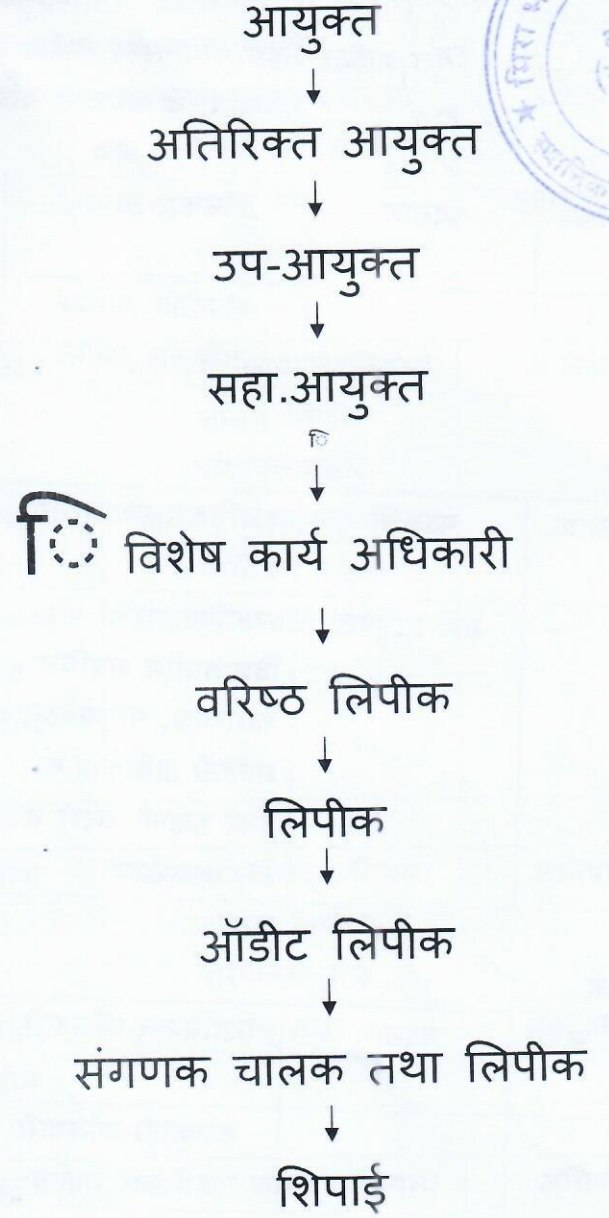 आयुक्त
अतिरिक्त आयुक्त
उप-आयुक्त
सहा.आयुक्त
ि
ि विशेष कार्य अधिकारी
वरिष्ठ लिपीक
लिपीक
ऑडीट लिपीक
संगणक चालक तथा लिपीक
शिपाई
★ मिरा